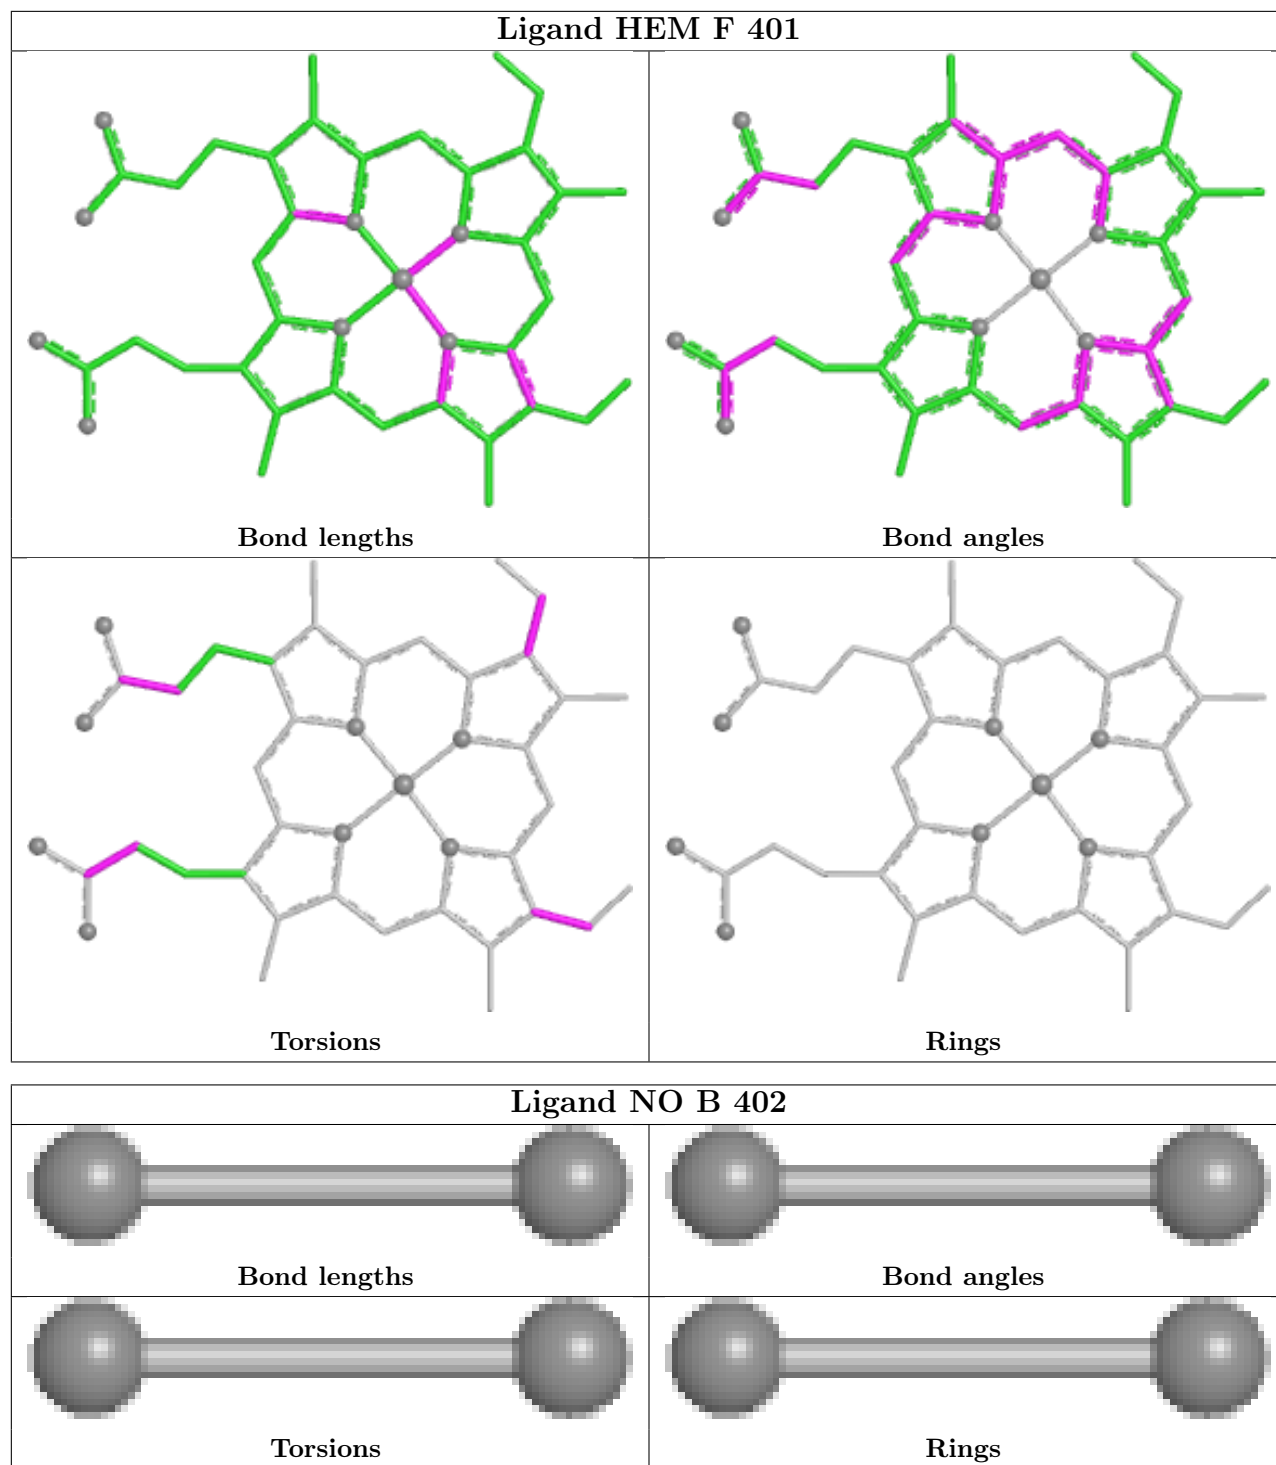 Ligand HEM F 401
Bond lengths
Bond angles
Torsions
Rings
Ligand NO B 402
Bond lengths
Bond angles
Torsions
Rings